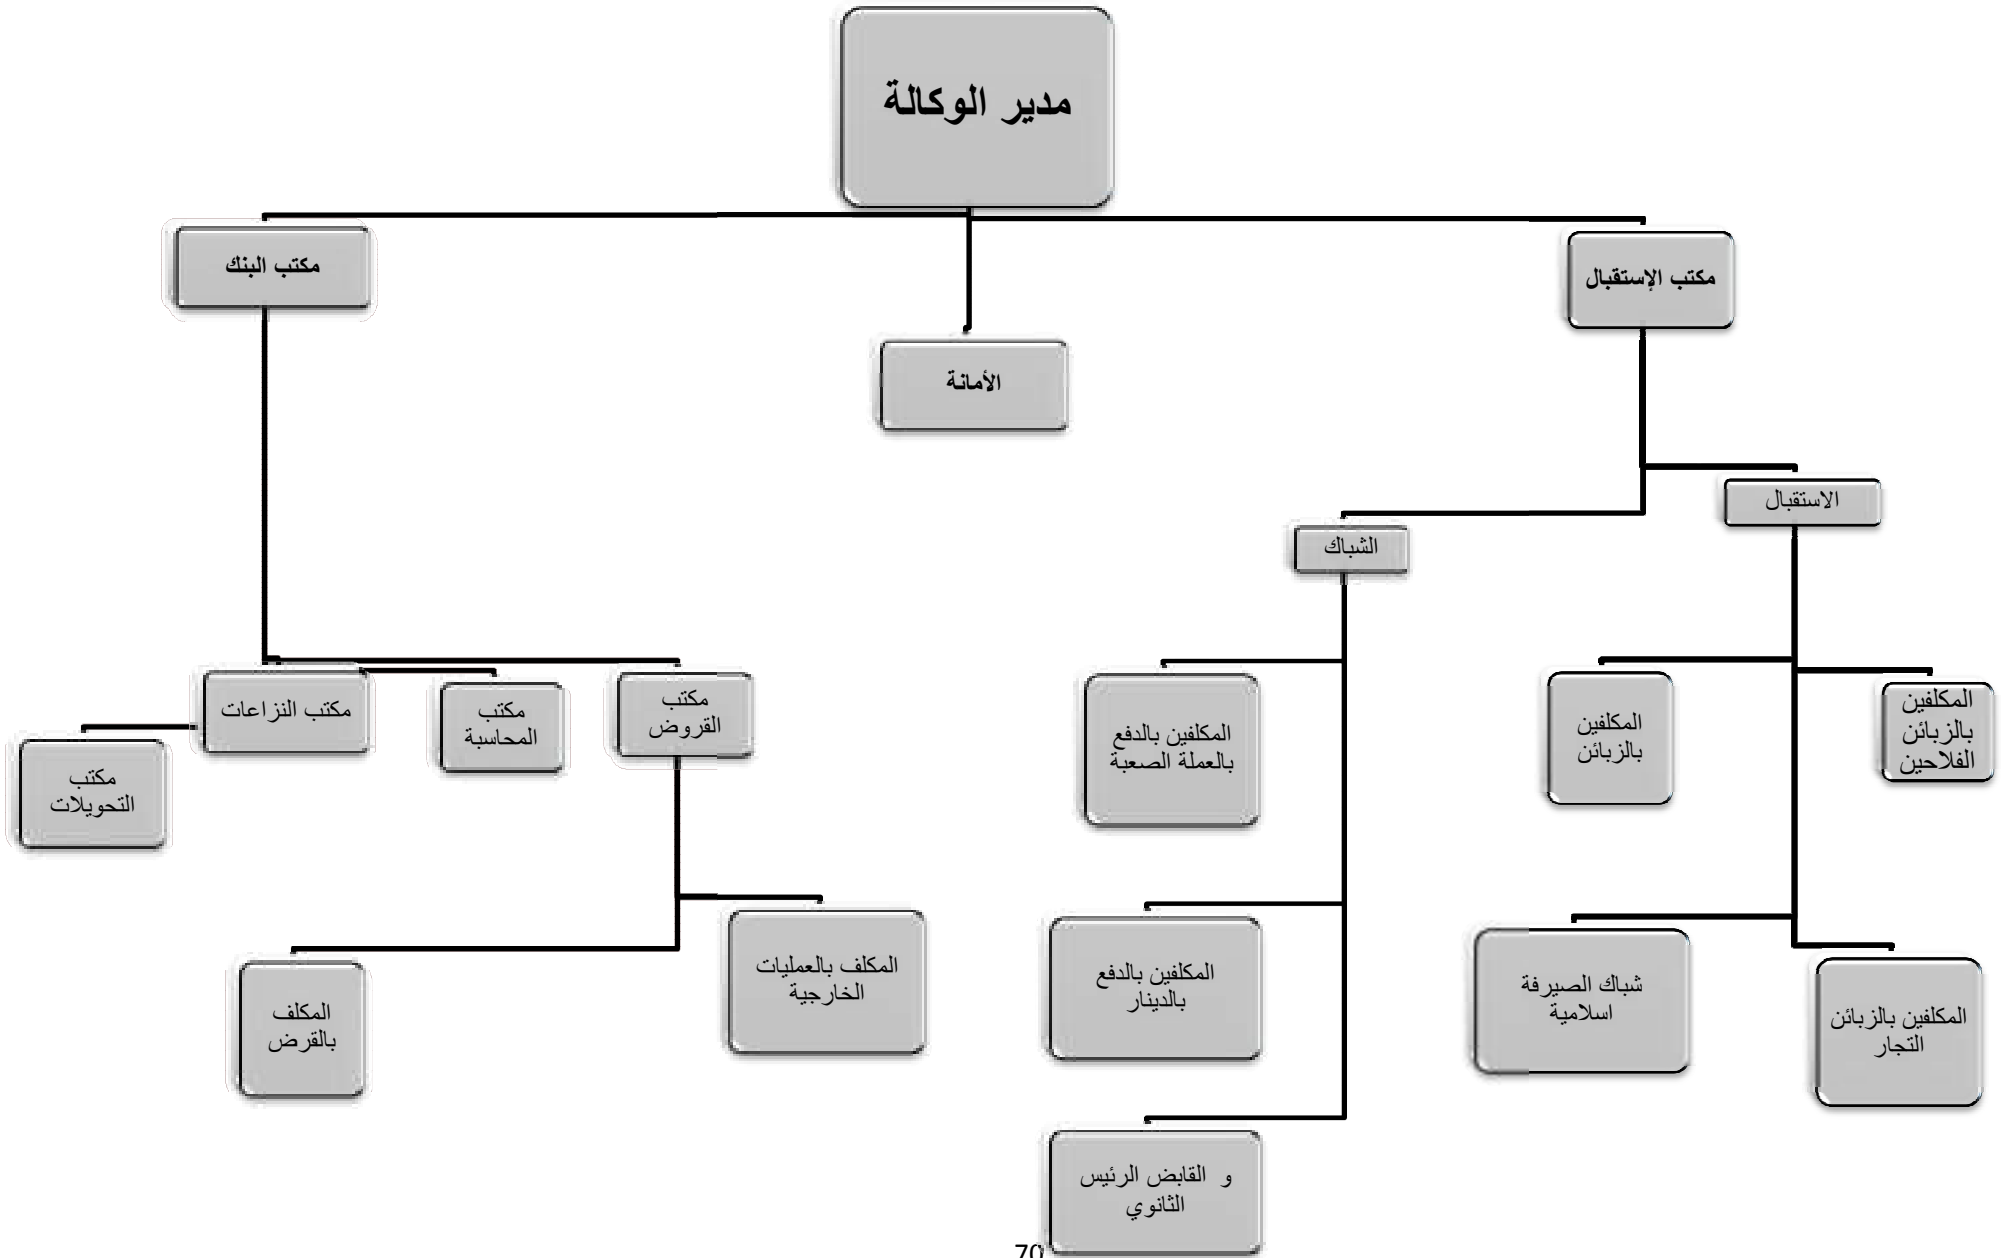 مدير الوكالة
مكتب الإستقبال
مكتب البنك
الأمانة
الاستقبال
الشباك
المكلفين
بالزبائن
الفلاحين
المكلفين
بالزبائن
المكلفين بالدفع
بالعملة الصعبة
مكتب
القروض
مكتب
المحاسبة
مكتب النزاعات
مكتب
التحويلات
المكلفين بالزبائن
التجار
شباك الصيرفة
اسلامية
المكلفين بالدفع
بالدينار
المكلف بالعمليات
الخارجية
المكلف
بالقرض
و القابض الرئيس
الثانوي
70